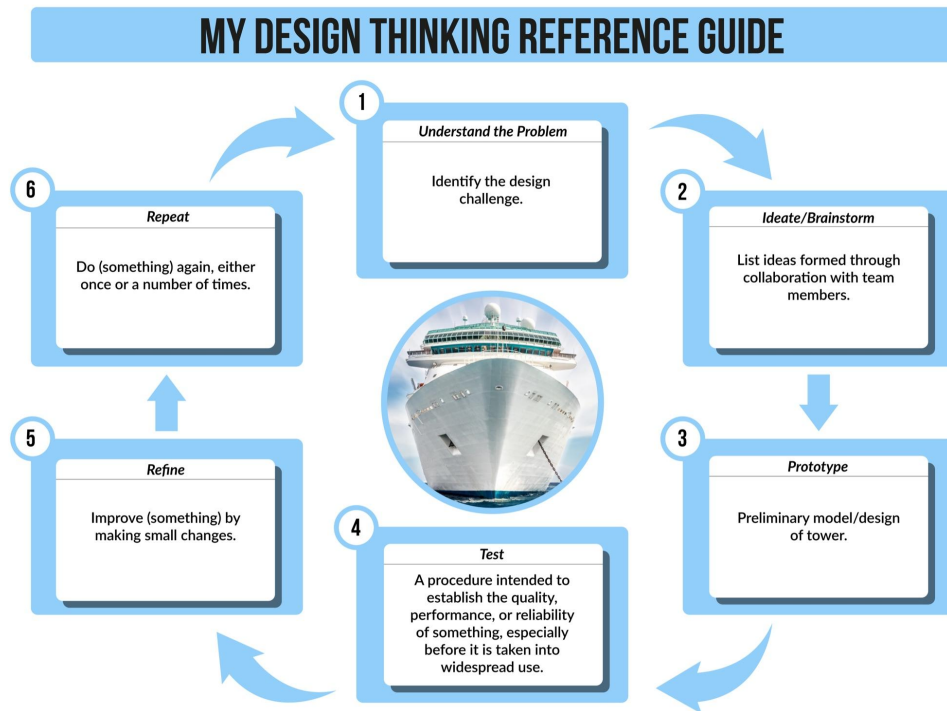 MY DESIGN THINKING REFERENCE GUIDE
1
Understand the Problem
Identify the design
challenge.
2
Ideate/Brainstorm
List ideas formed through
collaboration with team
members.
3
Prototype
Preliminary model/design
of tower.
4
Test
A procedure intended to
establish the quality,
performance, or reliability
of something, especially
before it is taken into
widespread use.
5
Refine
Improve (something) by
making small changes.
6
Repeat
Do (something) again, either
once or a number of times.